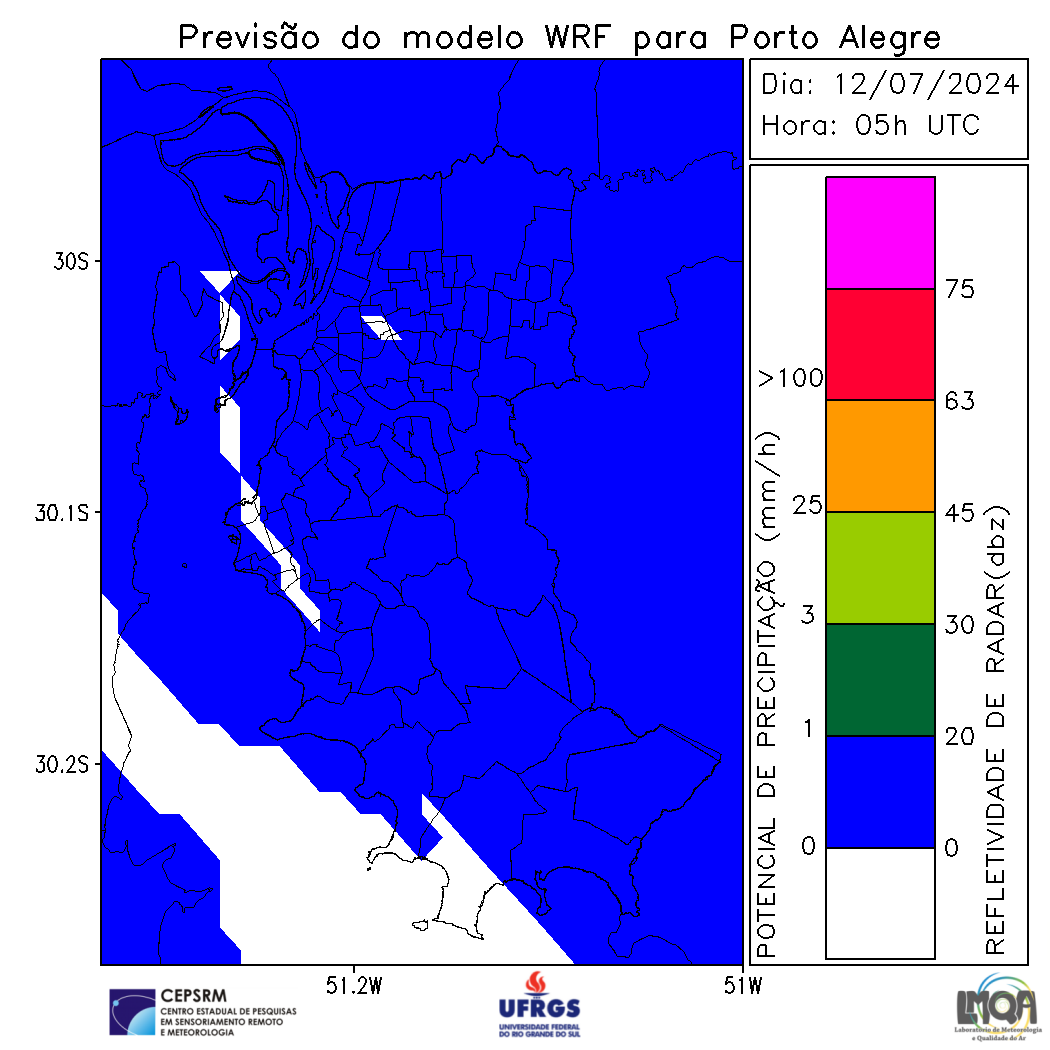 Previsão do modelo WRF para Porto Alegre
Dia: 12/07/2024
Hora: 05h UTC
30S
30.1S
30.2S
51.2W
51W
POTENCIAL DE PRECIPITAÇÃO (mm/h)
>100
25
3
1
0
75
63
45
30
20
0
REFLETIVIDADE DE RADAR(dbz)
CEPSRM
CENTRO ESTADUAL DE PESQUISAS
EM SENSORIAMENTO REMOTO
E METEOROLOGIA
UFRGS
UNIVERSIDADE FEDERAL
DO RIO GRANDE DO SUL
LMQA
Laboratório de Meteorologia
e Qualidade do Ar